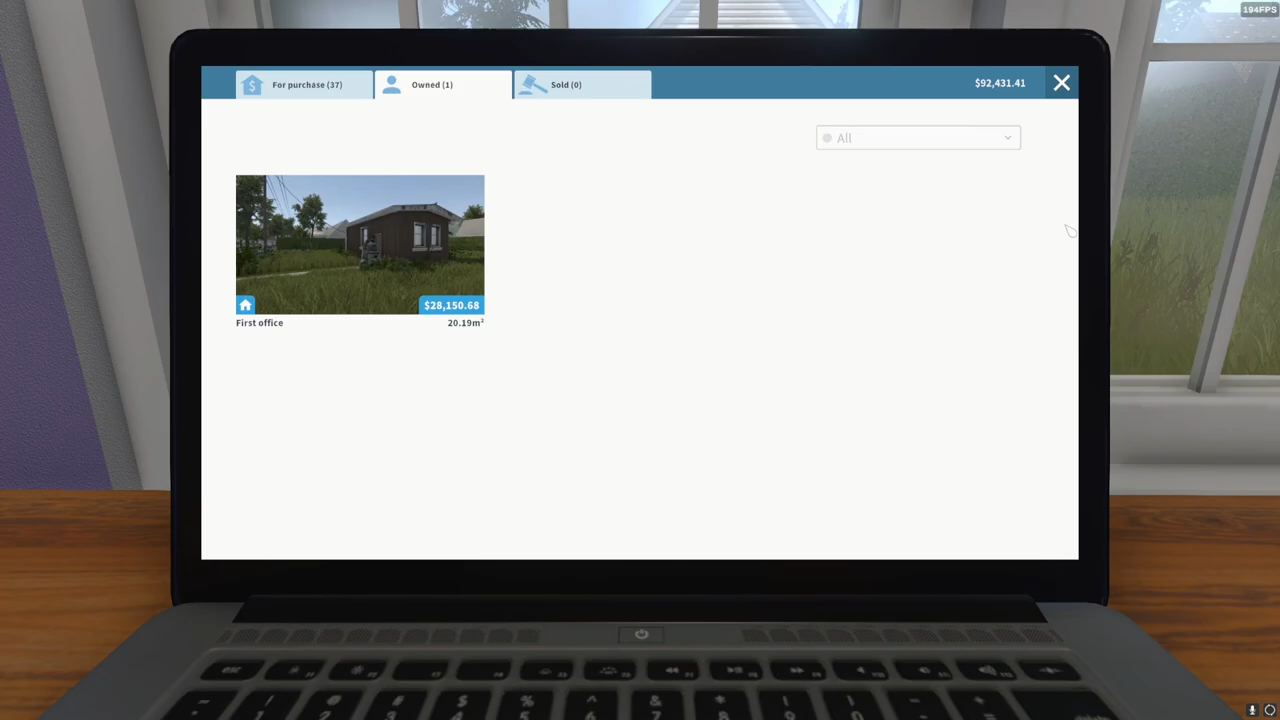 194FPS
For purchase (37)
Owned (1)
Sold (0)
$92,431.41
All
$28,150.68
First office
20.19m²
esc